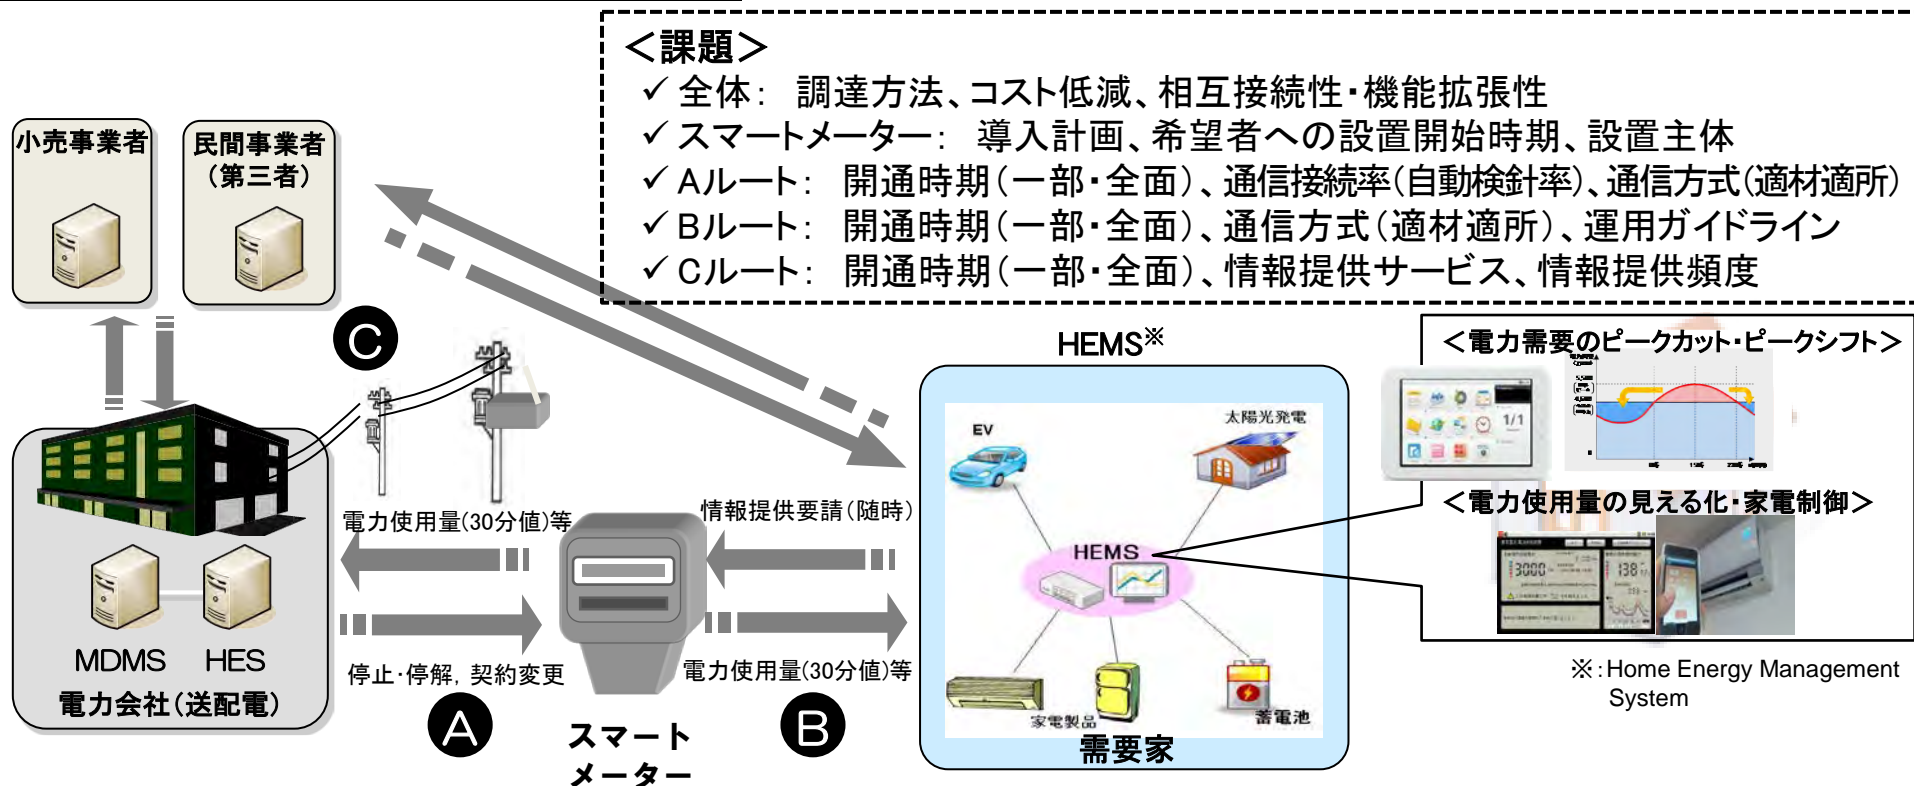 ＜課題＞
✓全体： 調達方法、コスト低減、相互接続性・機能拡張性
✓スマートメーター： 導入計画、希望者への設置開始時期、設置主体
✓Aルート： 開通時期（一部・全面）、通信接続率（自動検針率）、通信方式（適材適所）
✓Bルート： 開通時期（一部・全面）、通信方式（適材適所）、運用ガイドライン
✓Cルート： 開通時期（一部・全面）、情報提供サービス、情報提供頻度
小売事業者
民間事業者
（第三者）
C
HEMS※
＜電力需要のピークカット・ピークシフト＞
1/1
EV
太陽光発電
電力使用量(30分値)等
情報提供要請（随時）
＜電力使用量の見える化・家電制御＞
HEMS
3000
138
MDMS
HES
停止・停解, 契約変更
電力使用量(30分値)等
電力会社（送配電）
A
スマート
メーター
B
家電製品
蓄電池
需要家
※：Home Energy Management
System